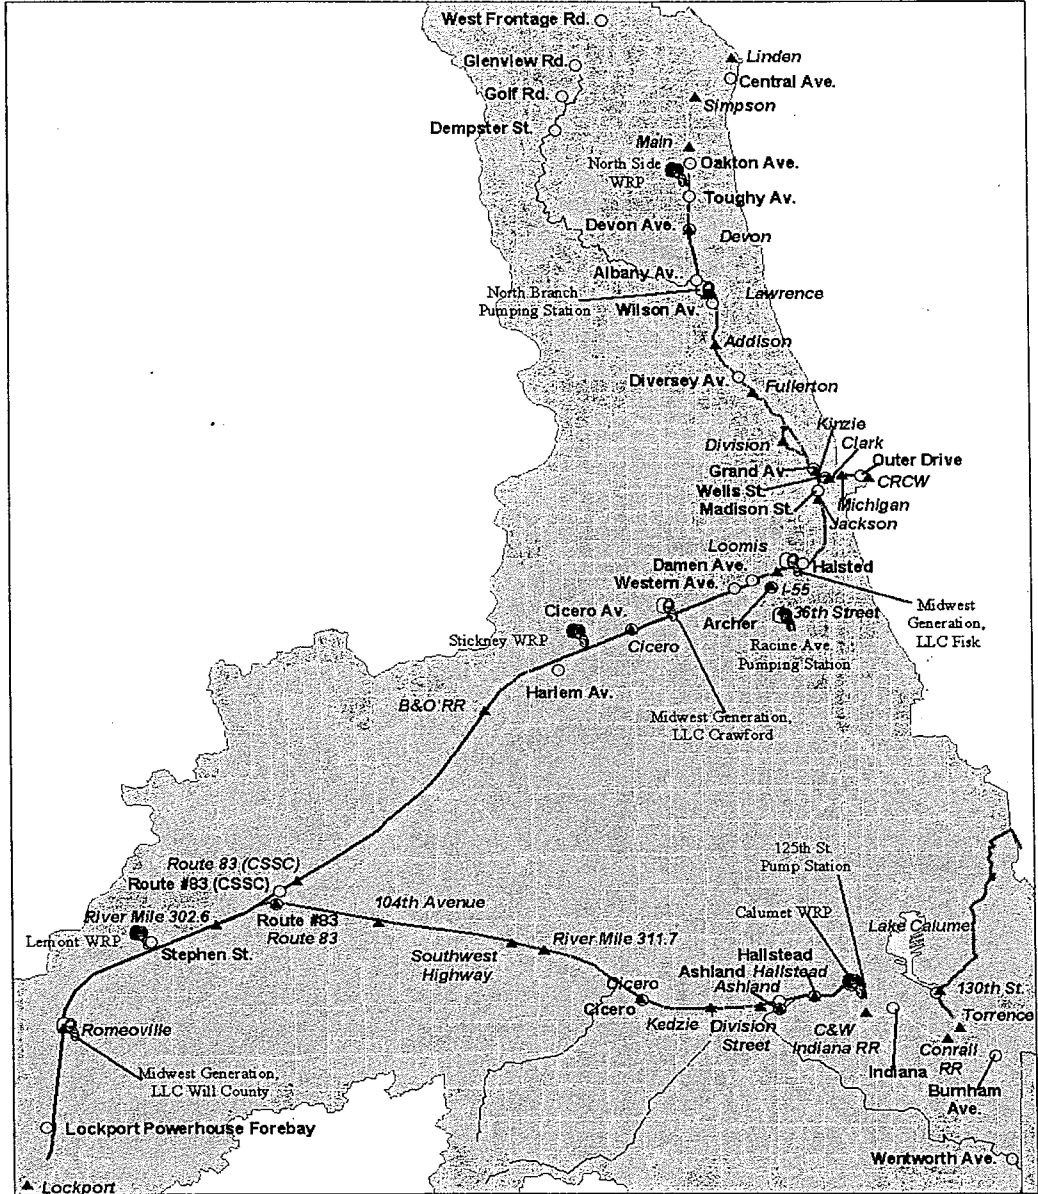 West Frontage Rd.
Linden
Glenview Rd.
Central Ave.
Golf Rd.
Simpson
Dempster St.
Main
North Side
WRP
Oakton Ave.
Toughy Av.
Devon Ave.
Devon
Albany Av.
North Branch
Pumping Station
Lawrence
Wilson Av.
Addison
Diversey Av.
Fullerton
Kinzie
Division
Clark
Grand Av.
Outer Drive
Wells St.
CRCW
Madison St.
Michigan
Jackson
Loomis
Damen Ave.
Halsted
Western Ave.
I-55
Midwest
Generation,
LLC Fisk
Cicero Av.
Archer
36th Street
Stickney WRP
Cicero
Racine Ave.
Pumping Station
Harlem Av.
B&O RR
Midwest Generation,
LLC Crawford
125th St.
Pump Station
Route 83 (CSSC)
Route #83 (CSSC)
104th Avenue
Calumet WRP
River Mile 302.6
Route #83
Route 83
Lake Calumet
Lemont WRP
Stephen St.
River Mile 311.7
Southwest
Highway
Hallstead
Ashland
Hallstead
Ashland
Cicero
Cicero
130th St.
Torrence
Romeoville
Kedzie
Division
Street
C&W
Indiana RR
Conrail
RR
Indiana
Midwest Generation,
LLC Will County
Burnham
Ave.
Lockport Powerhouse Forebay
Wentworth Ave.
Lockport